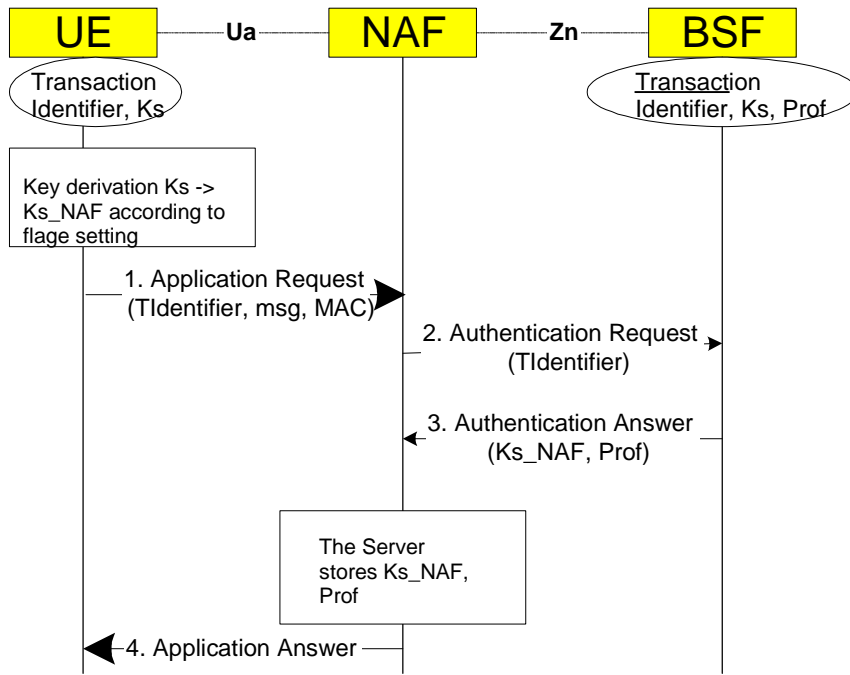 UE
Ua
NAF
Zn
BSF
Transaction
Identifier, Ks
Transaction
Identifier, Ks, Prof
Key derivation Ks ->
Ks_NAF according to
flage setting
1. Application Request
(TIdentifier, msg, MAC)
2. Authentication Request
(TIdentifier)
3. Authentication Answer
(Ks_NAF, Prof)
The Server
stores Ks_NAF,
Prof
4. Application Answer